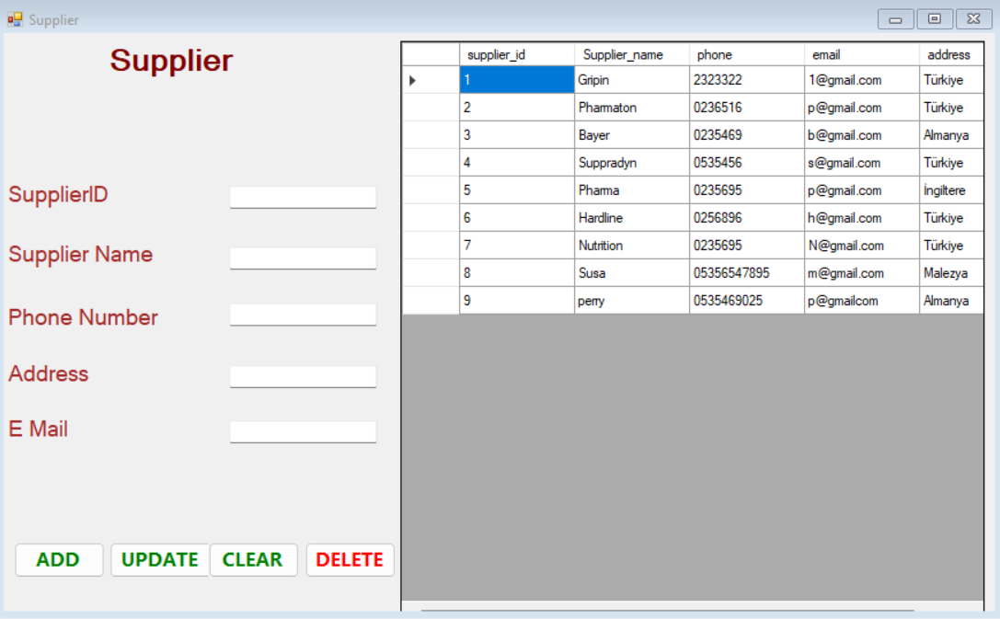 Supplier
Supplier
SupplierID
Supplier Name
Phone Number
Address
E Mail
ADD UPDATE CLEAR DELETE
supplier_id Supplier_name phone email address
1 Gripin 2323322 1@gmail.com Türkiye
2 Pharmaton 0236516 p@gmail.com Türkiye
3 Bayer 0235469 b@gmail.com Almanya
4 Suppradyn 0535456 s@gmail.com Türkiye
5 Pharma 0235695 p@gmail.com İngiltere
6 Hardline 0256896 h@gmail.com Türkiye
7 Nutrition 0235695 N@gmail.com Türkiye
8 Susa 05356547895 m@gmail.com Malezya
9 perry 0535469025 p@gmailcom Almanya